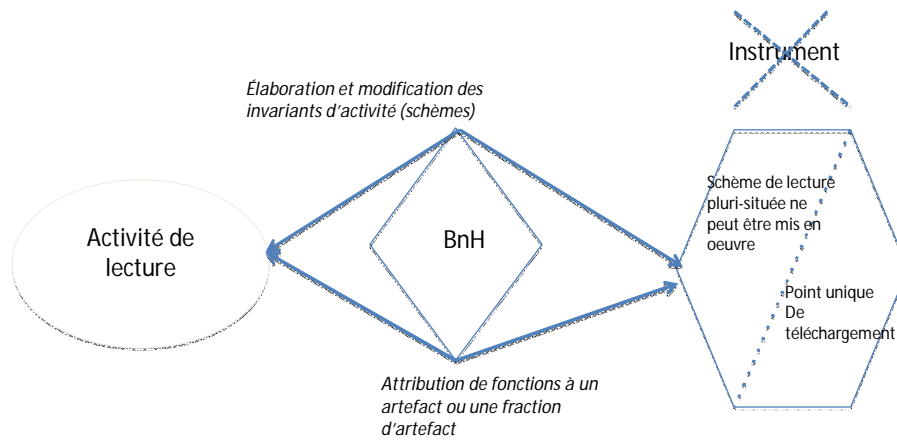 Instrument
Élaboration et modification des
invariants d'activité (schèmes)
Activité de
lecture
BnH
Schème de lecture
pluri-située ne
peut être mis en
oeuvre
Point unique
De
téléchargement
Attribution de fonctions à un
artefact ou une fraction
d'artefact